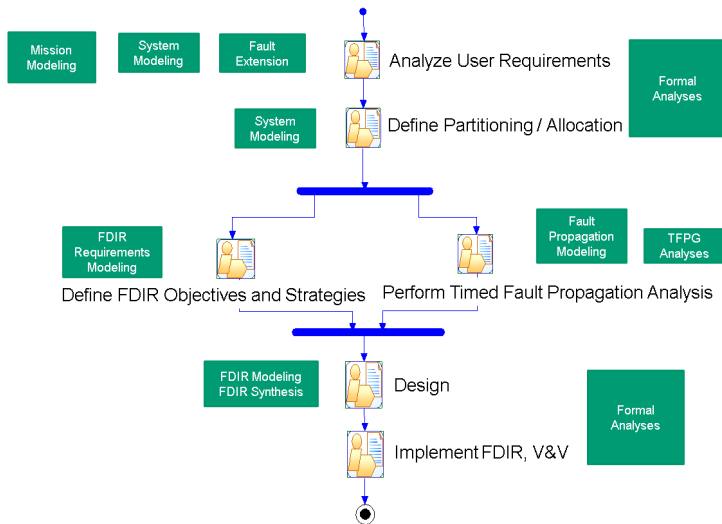 Mission
Modeling
System
Modeling
Fault
Extension
Analyze User Requirements
Formal
Analyses
System
Modeling
Define Partitioning / Allocation
FDIR
Requirements
Modeling
Fault
Propagation
Modeling
TFPG
Analyses
Define FDIR Objectives and Strategies
Perform Timed Fault Propagation Analysis
FDIR Modeling
FDIR Synthesis
Design
Formal
Analyses
Implement FDIR, V&V